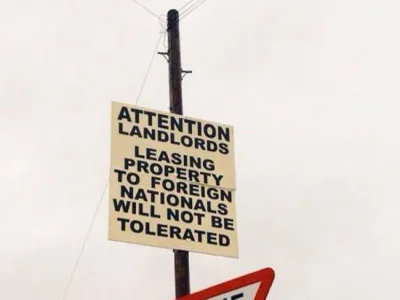 ATTENTION
LANDLORDS
LEASING
PROPERTY
TO FOREIGN
NATIONALS
WILL NOT BE
TOLERATED